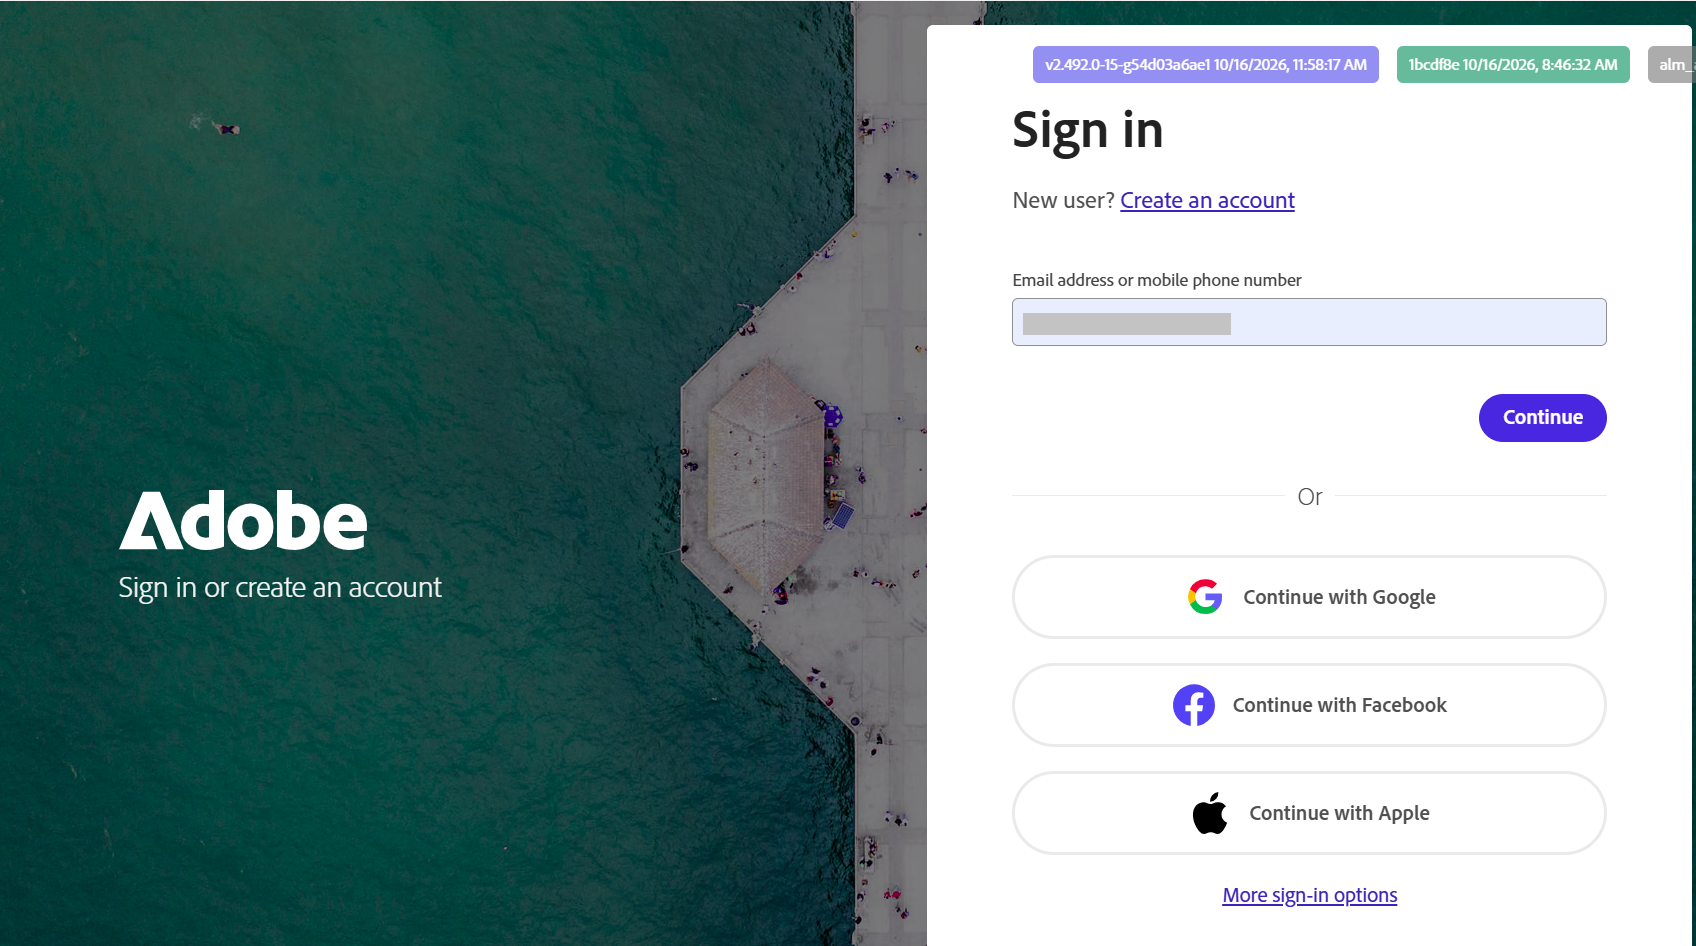 v2.492.0-15-g54d03a6ae1 10/16/2026, 11:58:17 AM
1bcdf8e 10/16/2026, 8:46:32 AM
alm_
Sign in
New user? Create an account
Email address or mobile phone number
Continue
Or
Continue with Google
Continue with Facebook
Continue with Apple
More sign-in options
Adobe
Sign in or create an account